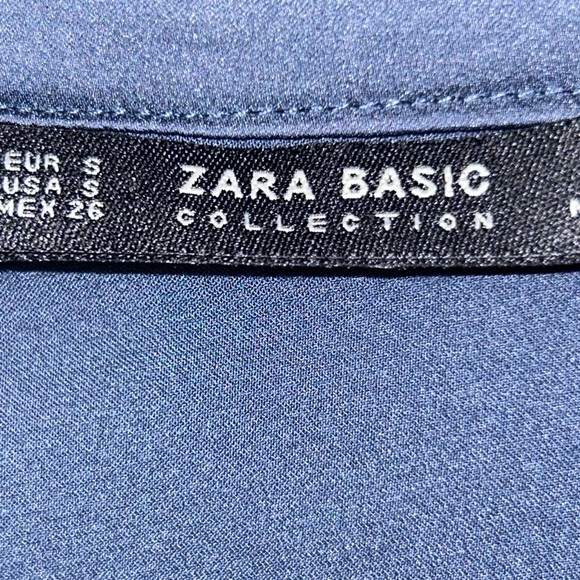 EUR S
USA S
MEX 26
ZARA BASIC
COLLECTION